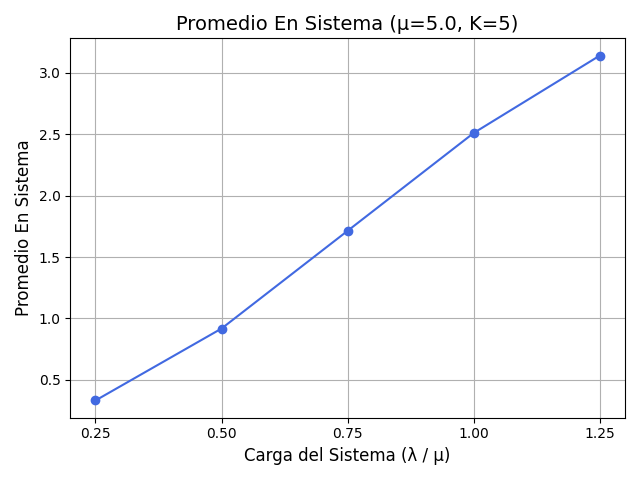 Promedio En Sistema (μ=5.0, K=5)
Promedio En Sistema
3.0
2.5
2.0
1.5
1.0
0.5
0.25 0.50 0.75 1.00 1.25
Carga del Sistema (λ / μ)